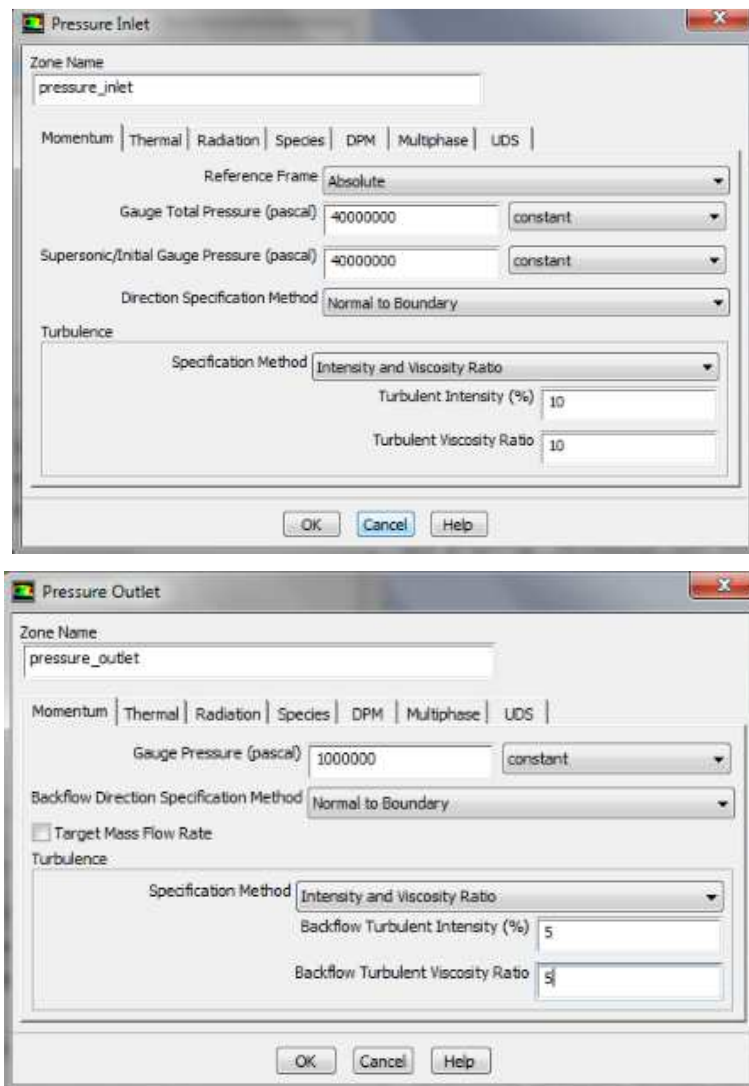 Pressure Inlet
Zone Name
pressure_inlet
Momentum Thermal Radiation Species DPM Multiphase UDS
Reference Frame Absolute
Gauge Total Pressure (pascal) 40000000 constant
Supersonic/Initial Gauge Pressure (pascal) 40000000 constant
Direction Specification Method Normal to Boundary
Turbulence
Specification Method Intensity and Viscosity Ratio
Turbulent Intensity (%) 10
Turbulent Viscosity Ratio 10
OK Cancel Help
Pressure Outlet
Zone Name
pressure_outlet
Momentum Thermal Radiation Species DPM Multiphase UDS
Gauge Pressure (pascal) 1000000 constant
Backflow Direction Specification Method Normal to Boundary
Target Mass Flow Rate
Turbulence
Specification Method Intensity and Viscosity Ratio
Backflow Turbulent Intensity (%) 5
Backflow Turbulent Viscosity Ratio 5
OK Cancel Help